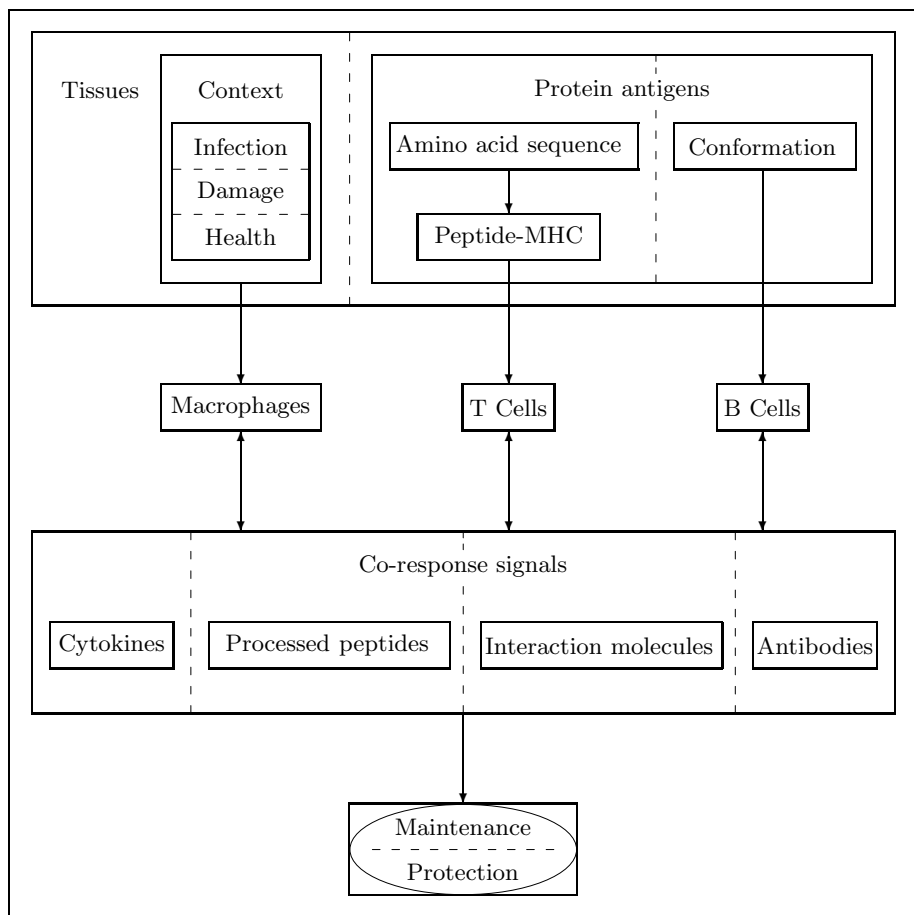 Tissues
Context
Protein antigens
Infection
Damage
Health
Amino acid sequence
Conformation
Peptide-MHC
Macrophages
T Cells
B Cells
Co-response signals
Cytokines
Processed peptides
Interaction molecules
Antibodies
Maintenance
Protection